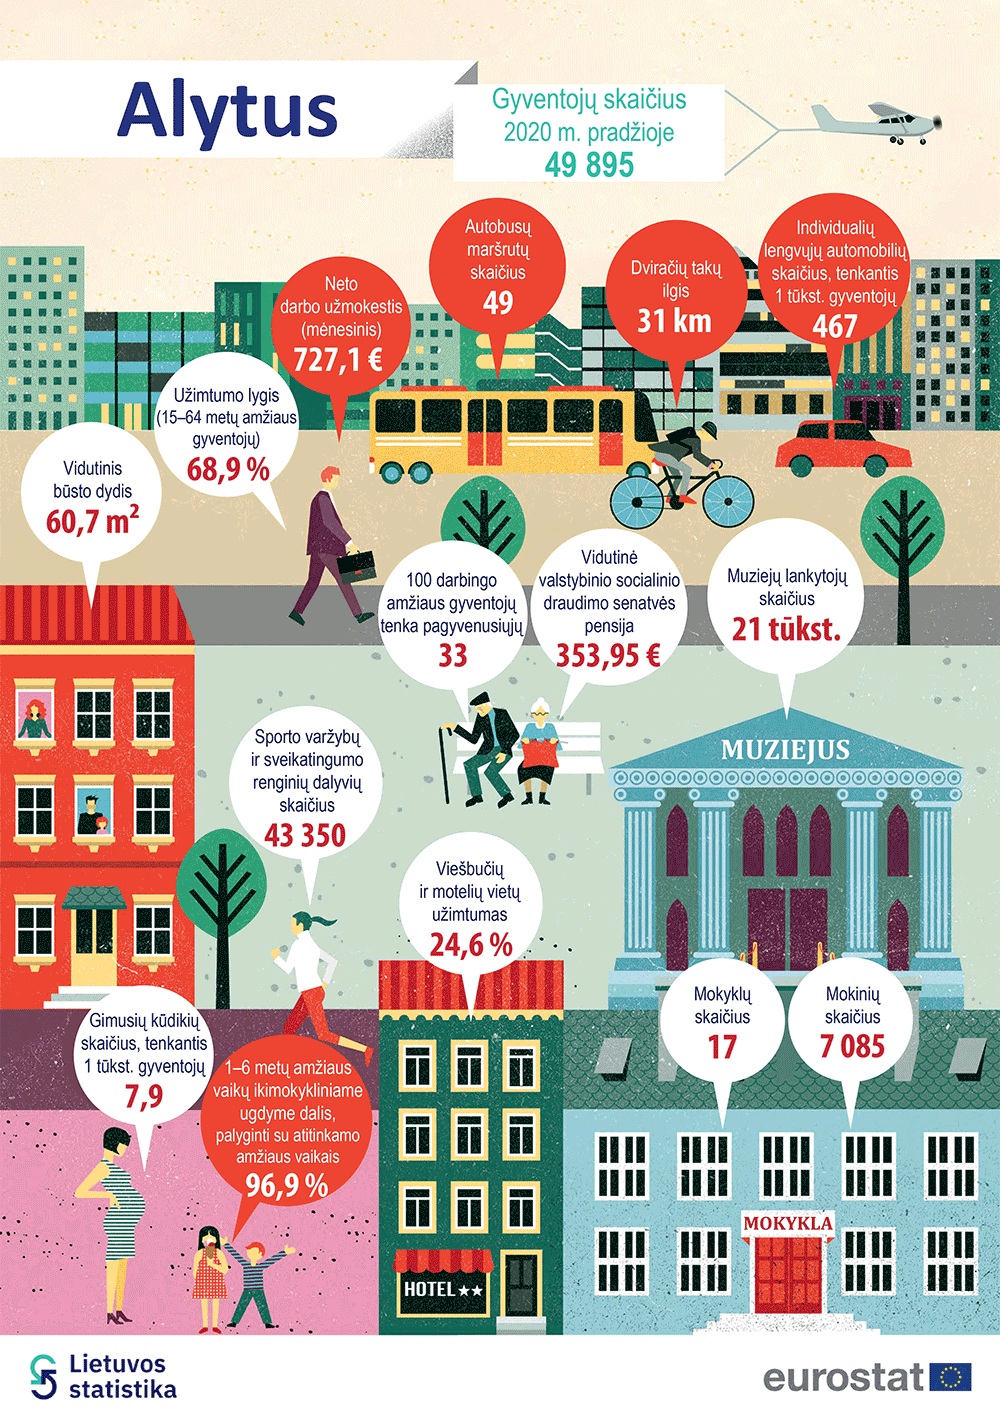 Alytus
Gyventojų skaičius
2020 m. pradžioje
49 895
Autobusų
maršrutų
skaičius
49
Individualių
lengvųjų automobilių
skaičius, tenkantis
1 tūkst. gyventojų
467
Dviračių takų
ilgis
31 km
Neto
darbo užmokestis
(mėnesinis)
727,1 €
Užimtumo lygis
(15–64 metų amžiaus
gyventojų)
68,9 %
Vidutinis
būsto dydis
60,7 m²
100 darbingo
amžiaus gyventojų
tenka pagyvenusiųjų
33
Vidutinė
valstybinio socialinio
draudimo senatvės
pensija
353,95 €
Muziejų lankytojų
skaičius
21 tūkst.
MUZIEJUS
Sporto varžybų
ir sveikatingumo
renginių dalyvių
skaičius
43 350
Viešbučių
ir motelių vietų
užimtumas
24,6 %
Mokyklų
skaičius
17
Mokinių
skaičius
7 085
Gimusių kūdikių
skaičius, tenkantis
1 tūkst. gyventojų
7,9
1–6 metų amžiaus
vaikų ikimokykliniame
ugdyme dalis,
palyginti su atitinkamo
amžiaus vaikais
96,9 %
MOKYKLA
HOTEL ★★
Lietuvos
statistika
eurostat